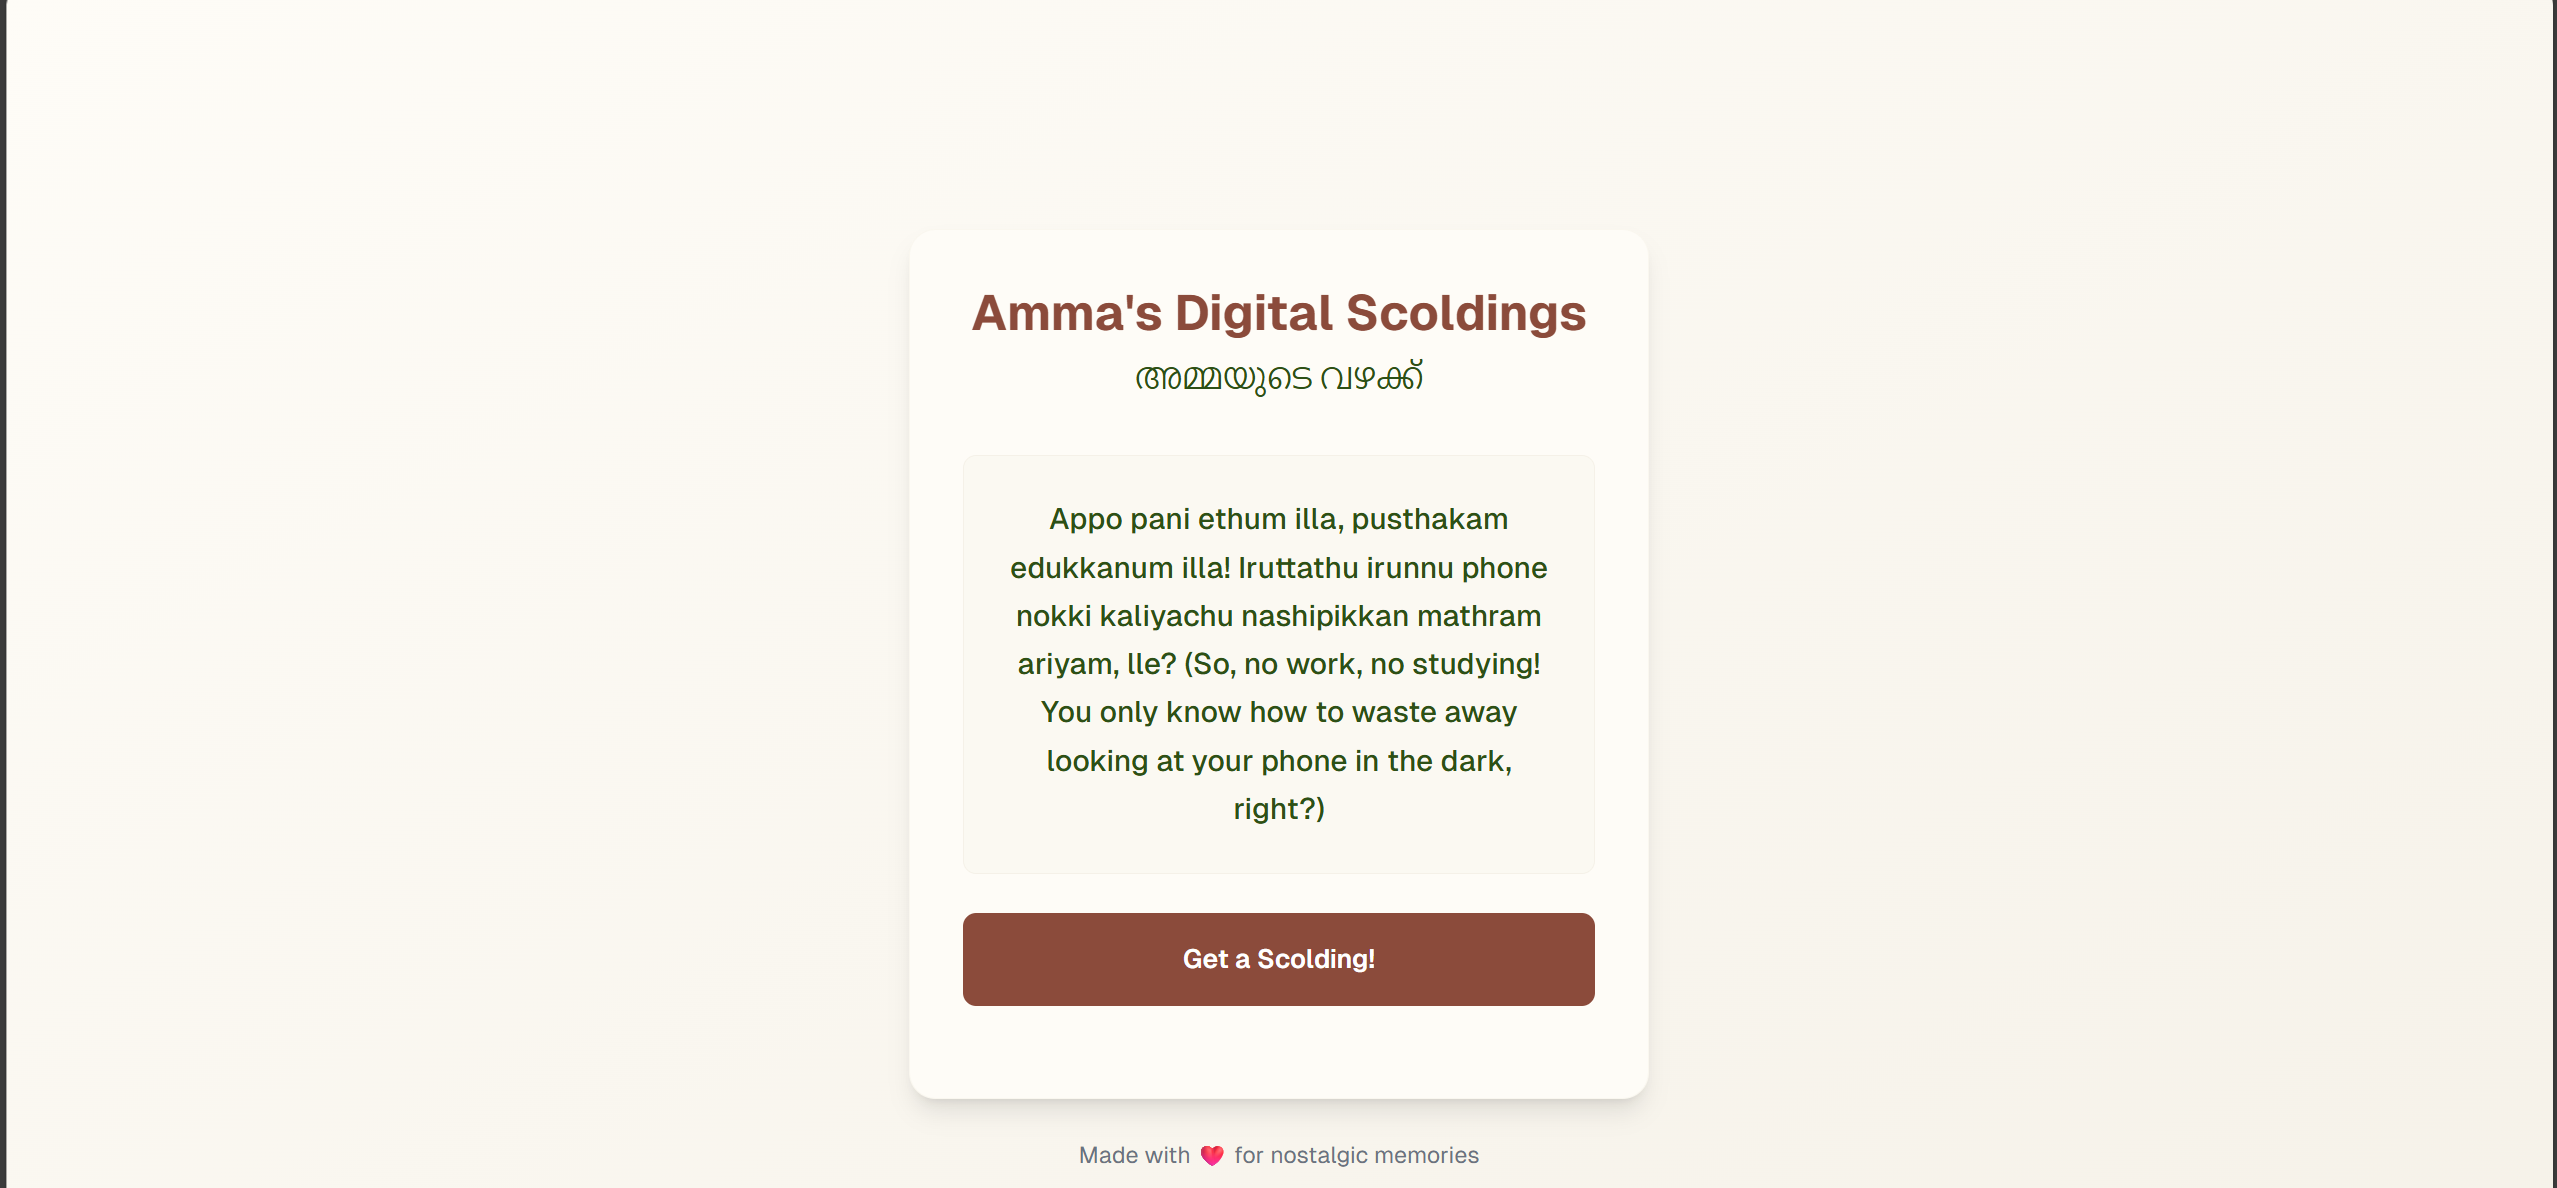 Amma's Digital Scoldings
അമ്മയുടെ വഴക്ക്
Appo pani ethum illa, pusthakam
edukkanum illa! Iruttathu irunnu phone
nokki kaliyachu nashipikkan mathram
ariyam, lle? (So, no work, no studying!
You only know how to waste away
looking at your phone in the dark,
right?)
Get a Scolding!
Made with ❤️ for nostalgic memories